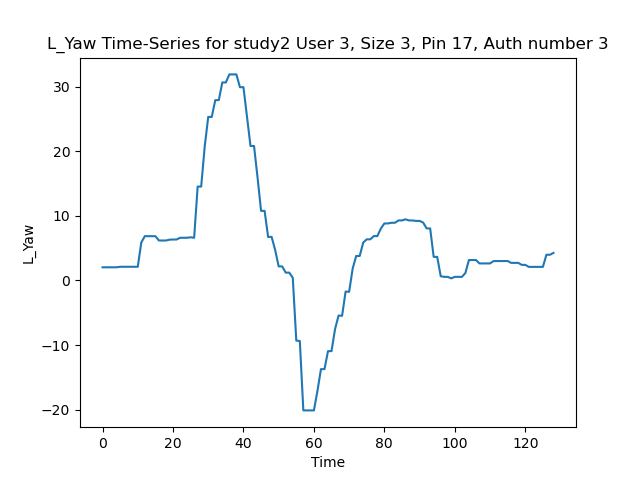 L_Yaw Time-Series for study2 User 3, Size 3, Pin 17, Auth number 3
30
20
10
0
−10
−20
L_Yaw
0 20 40 60 80 100 120
Time